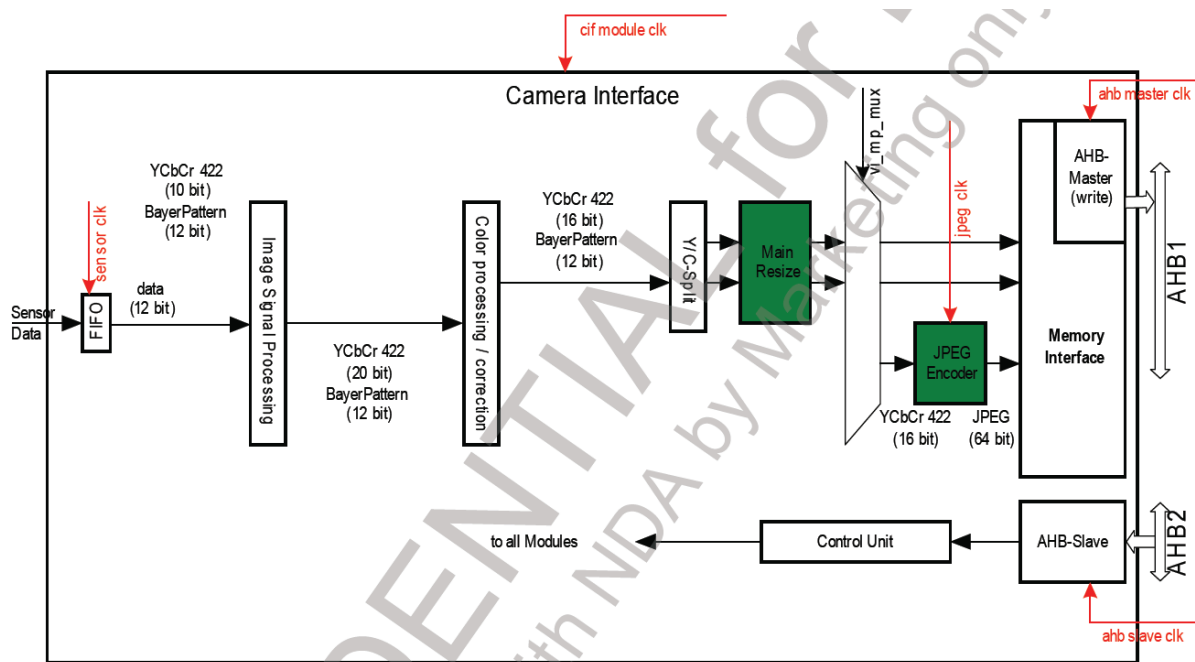 cif module clk
Camera Interface
ahb master clk
vi_mp_mux
AHB-
Master
(write)
YCbCr 422
(10 bit)
BayerPattern
(12 bit)
sensor clk
YCbCr 422
(16 bit)
BayerPattern
(12 bit)
jpeg clk
Image Signal Processing
Color processing / correction
Y/C-Split
Main
Resize
AHB1
data
(12 bit)
Sensor
Data
FIFO
YCbCr 422
(20 bit)
BayerPattern
(12 bit)
JPEG
Encoder
Memory
Interface
YCbCr 422
(16 bit)
JPEG
(64 bit)
to all Modules
Control Unit
AHB-Slave
AHB2
ahb slave clk
DENTIAL for
with NDA by Marketing only